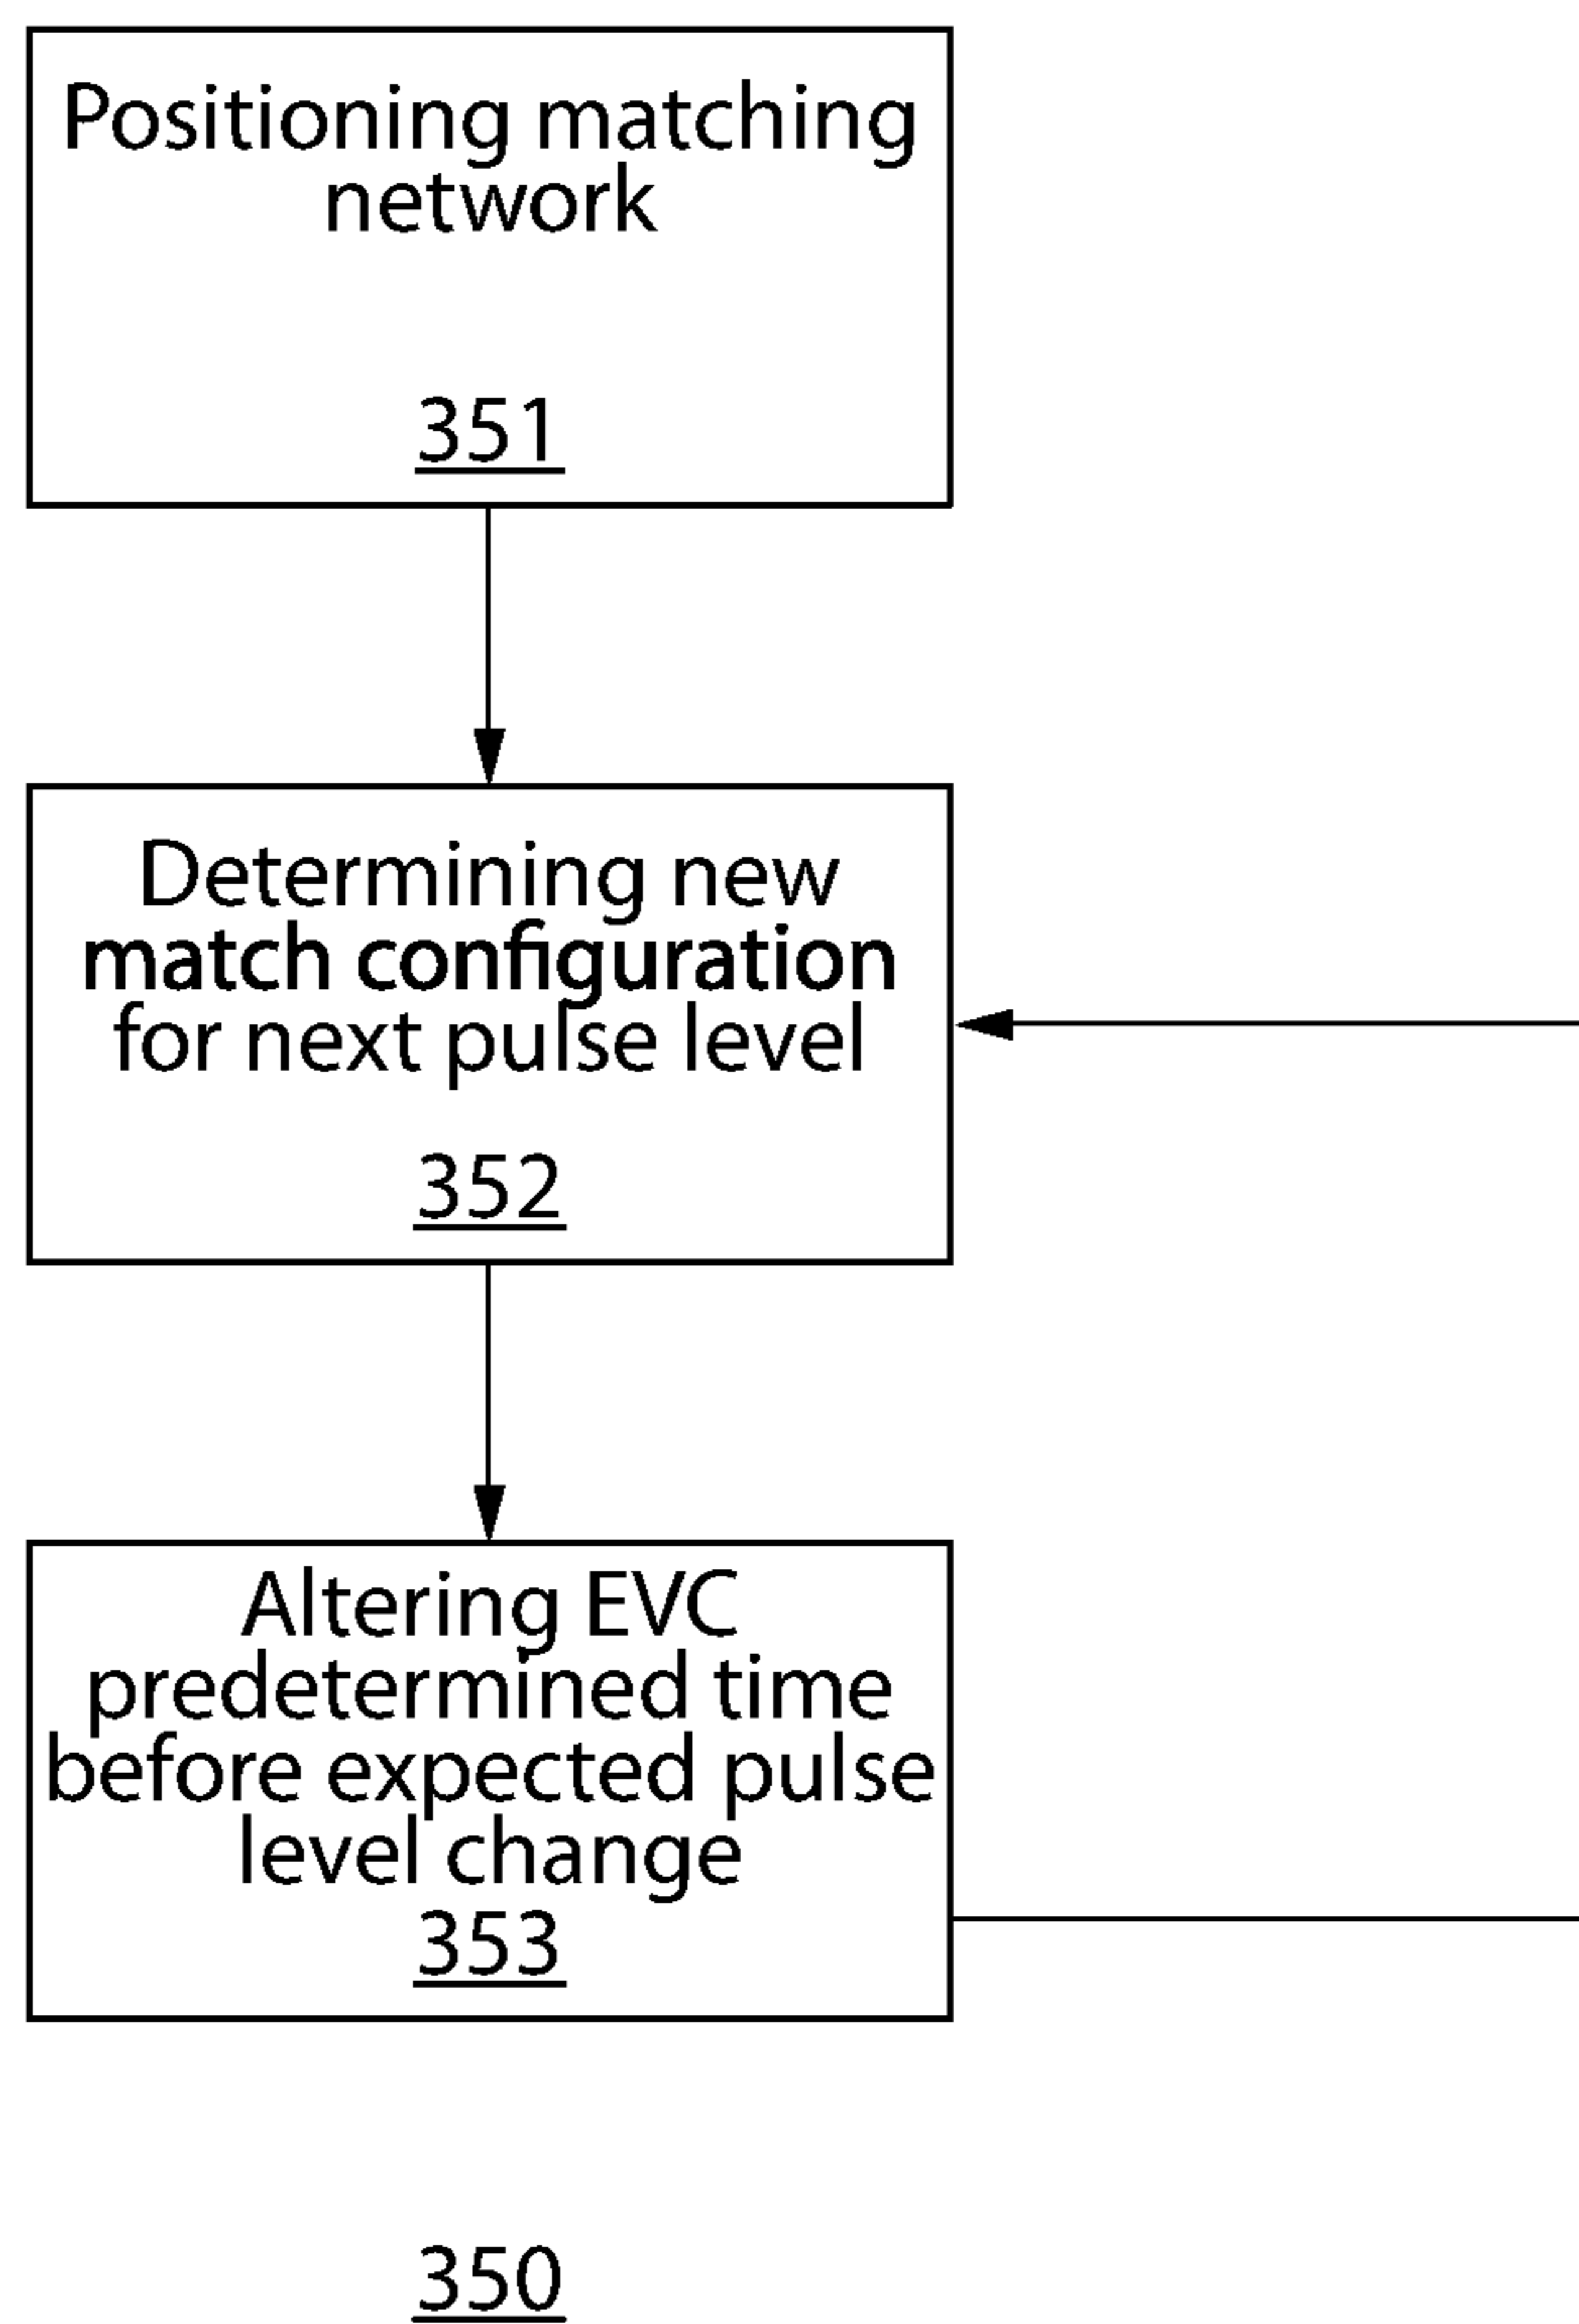 Positioning matching
network
351
Determining new
match configuration
for next pulse level
352
Altering EVC
predetermined time
before expected pulse
level change
353
350